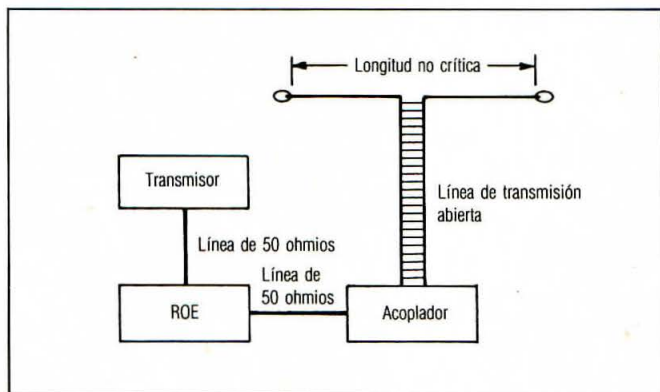 Longitud no crítica
Transmisor
Línea de transmisión
abierta
Línea de 50 ohmios
Línea de
50 ohmios
ROE
Acoplador